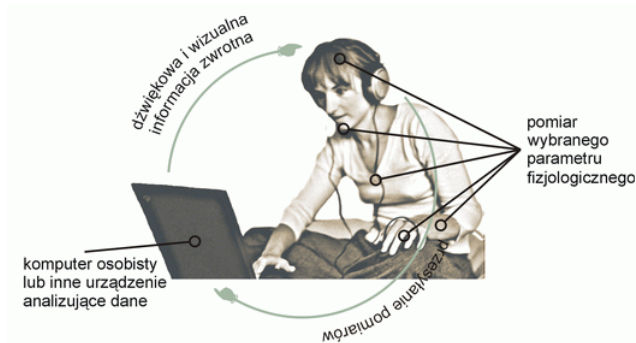 dźwiękowa i wizualna
informacja zwrotna
pomiar
wybranego
parametru
fizjologicznego
komputer osobisty
lub inne urządzenie
analizujące dane
przesyłanie pomiarów